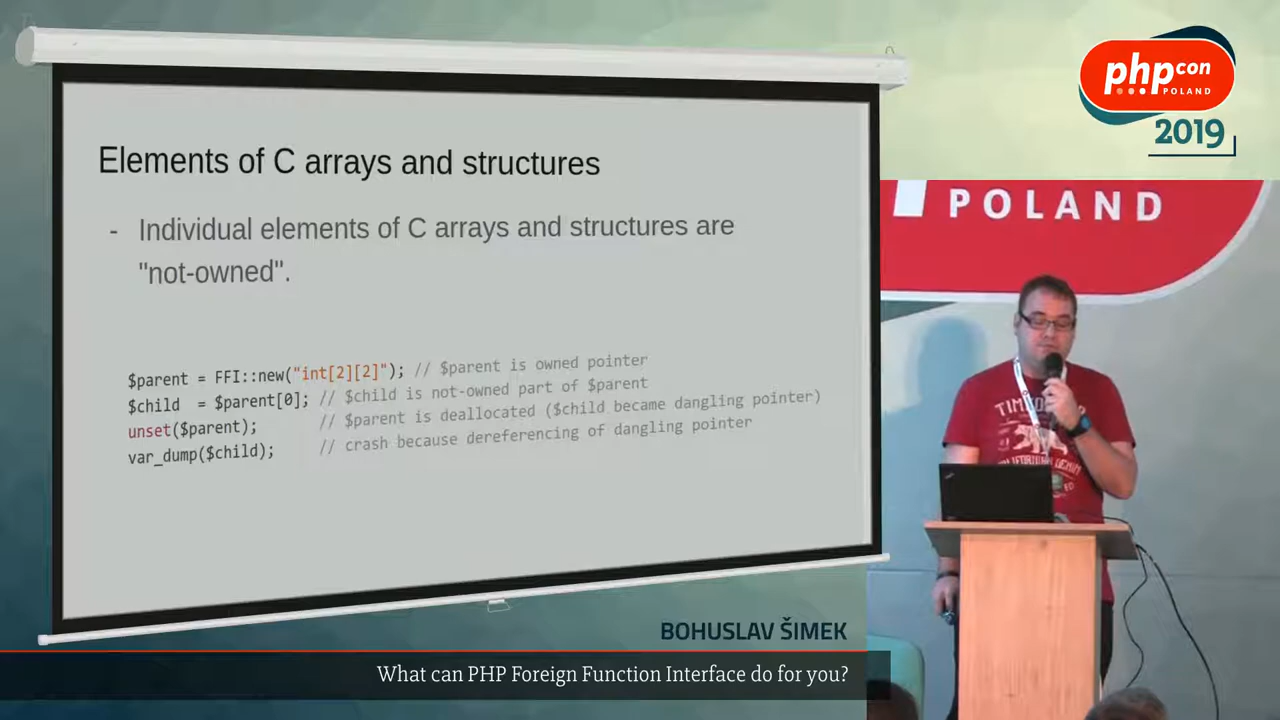 Elements of C arrays and structures
- Individual elements of C arrays and structures are
"not-owned".
$parent = FFI::new("int[2][2]"); // $parent is owned pointer
$child = $parent[0]; // $child is not-owned part of $parent
unset($parent); // $parent is deallocated ($child became dangling pointer)
var_dump($child); // crash because dereferencing of dangling pointer
php con
POLAND
2019
POLAND
BOHUSLAV ŠIMEK
What can PHP Foreign Function Interface do for you?